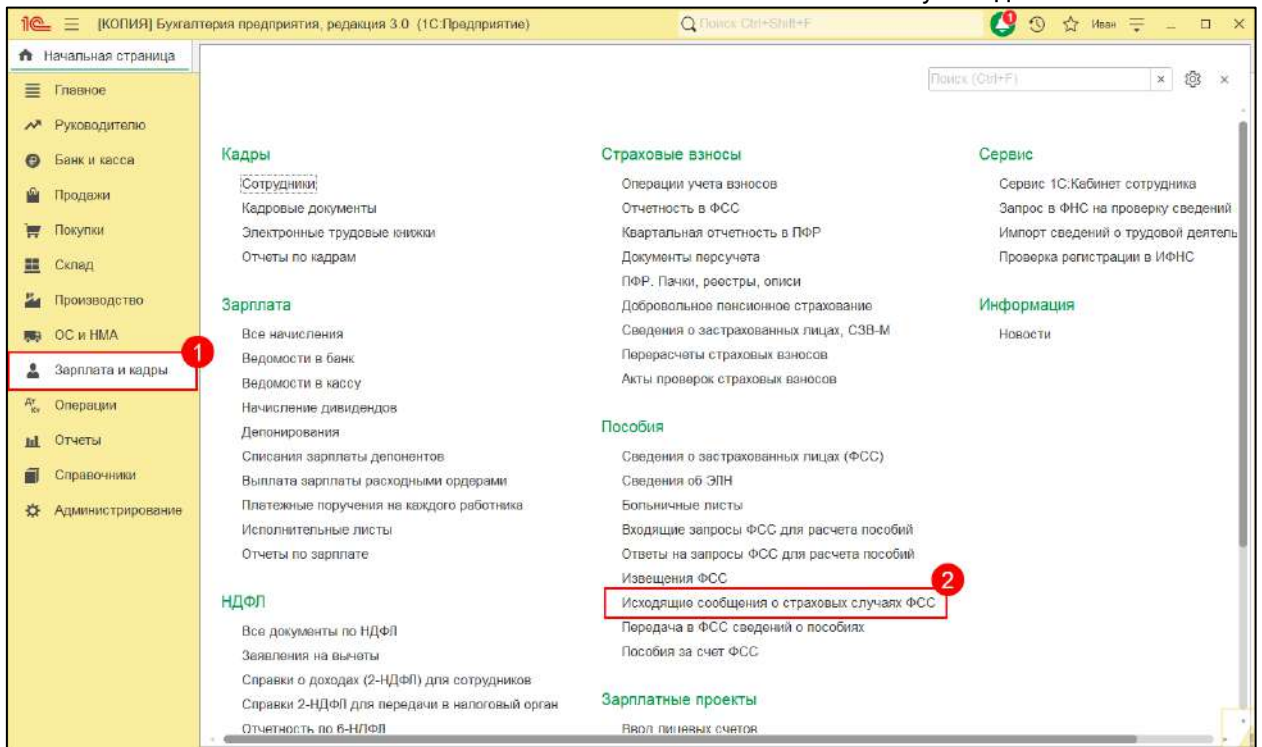 1С [КОПИЯ] Бухгалтерия предприятия, редакция 3.0 (1С:Предприятие) Поиск Ctrl+Shift+F 9 Иван
Начальная страница
Поиск (Ctrl+F)
Главное
Руководителю
Банк и касса
Продажи
Покупки
Склад
Производство
ОС и НМА
1
Зарплата и кадры
Операции
Отчеты
Справочники
Администрирование
Кадры
Сотрудники
Кадровые документы
Электронные трудовые книжки
Отчеты по кадрам
Зарплата
Все начисления
Ведомости в банк
Ведомости в кассу
Начисление дивидендов
Депонирования
Списания зарплаты депонентов
Выплата зарплаты расходными ордерами
Платежные поручения на каждого работника
Исполнительные листы
Отчеты по зарплате
НДФЛ
Все документы по НДФЛ
Заявления на вычеты
Справки о доходах (2-НДФЛ) для сотрудников
Справки 2-НДФЛ для передачи в налоговый орган
Отчетность по 6-НДФЛ
Страховые взносы
Операции учета взносов
Отчетность в ФСС
Квартальная отчетность в ПФР
Документы персучета
ПФР. Пачки, реестры, описи
Добровольное пенсионное страхование
Сведения о застрахованных лицах, СЗВ-М
Перерасчеты страховых взносов
Акты проверок страховых взносов
Пособия
Сведения о застрахованных лицах (ФСС)
Сведения об ЭЛН
Больничные листы
Входящие запросы ФСС для расчета пособий
Ответы на запросы ФСС для расчета пособий
Извещения ФСС
2
Исходящие сообщения о страховых случаях ФСС
Передача в ФСС сведений о пособиях
Пособия за счет ФСС
Зарплатные проекты
Ввод лицевых счетов
Сервис
Сервис 1С:Кабинет сотрудника
Запрос в ФНС на проверку сведений
Импорт сведений о трудовой деятель
Проверка регистрации в ИФНС
Информация
Новости